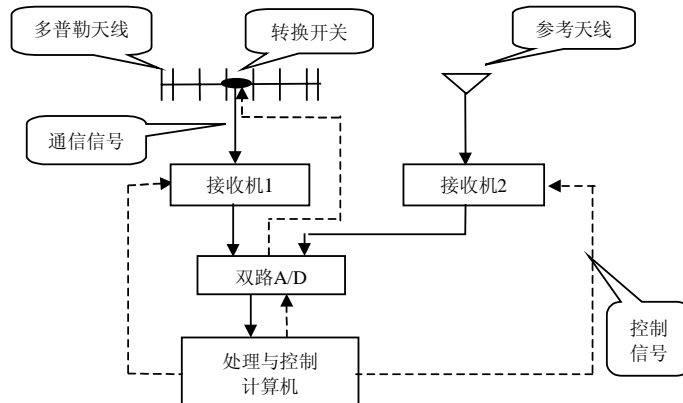 多普勒天线
转换开关
参考天线
通信信号
接收机1
接收机2
双路A/D
控制
信号
处理与控制
计算机